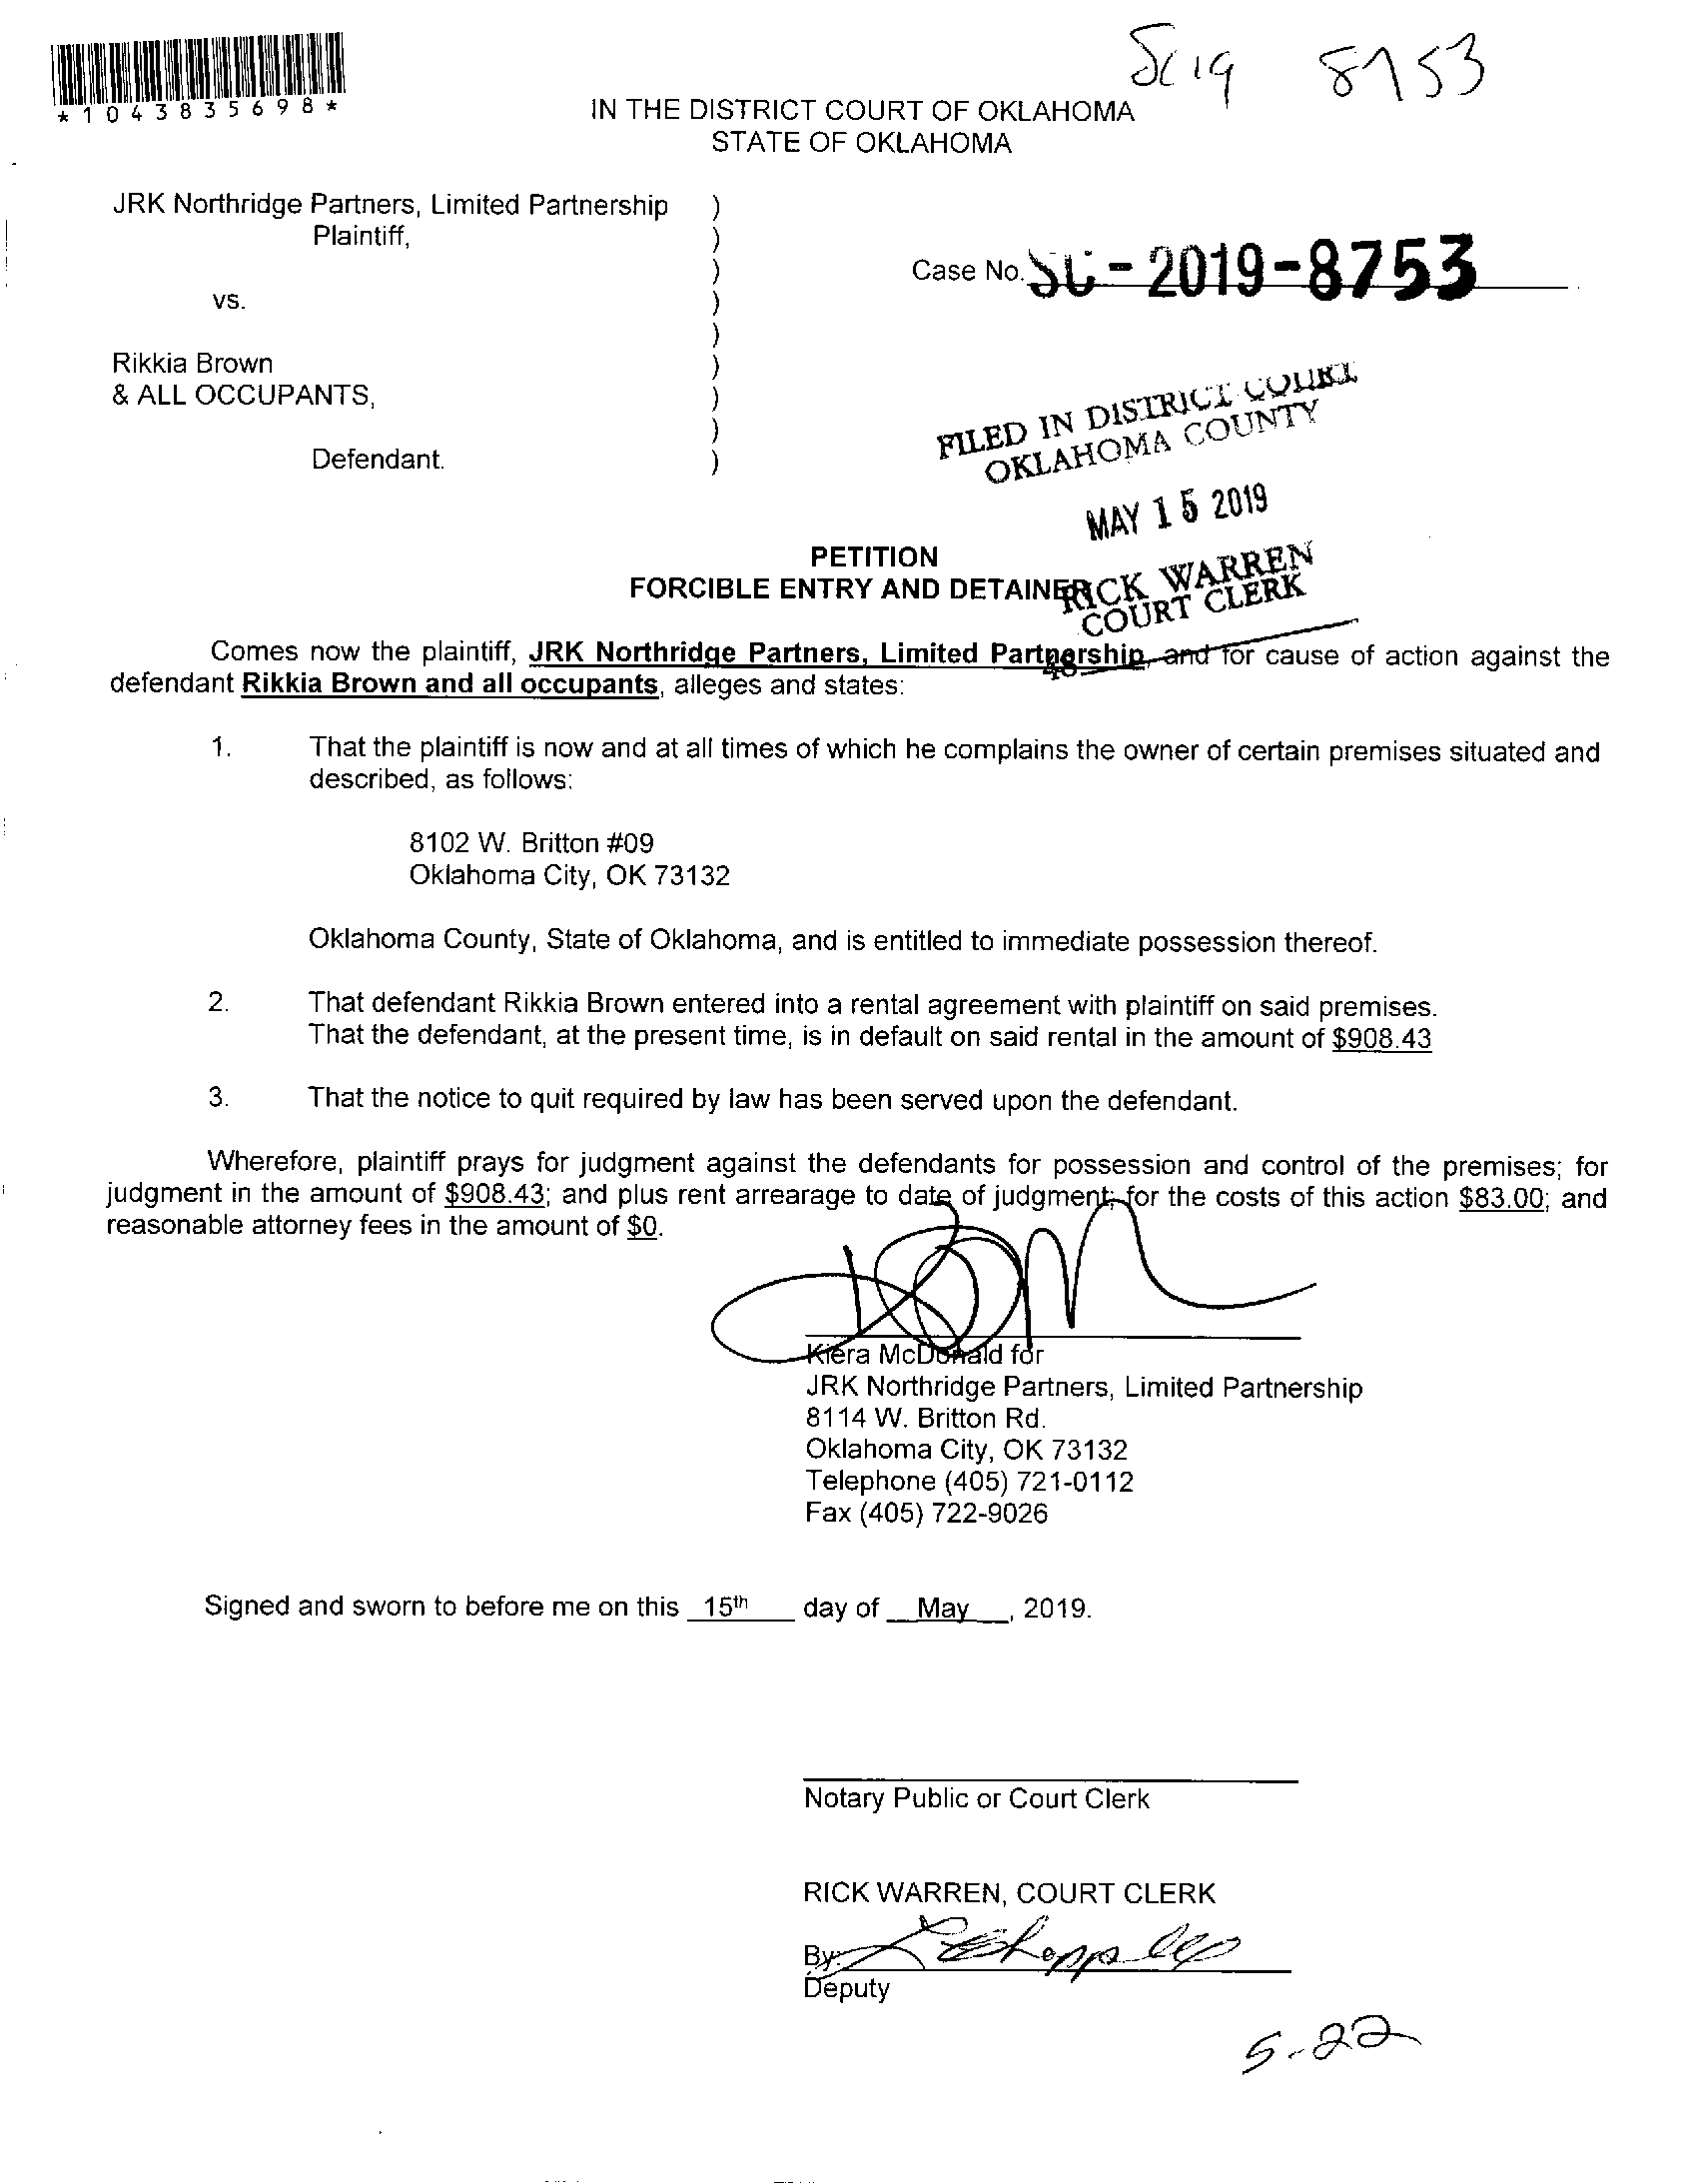 SC 19 8753
*1043835698*
IN THE DISTRICT COURT OF OKLAHOMA
STATE OF OKLAHOMA
JRK Northridge Partners, Limited Partnership )
Plaintiff, )
)
Case No. SC-2019-8753
vs. )
)
Rikkia Brown )
& ALL OCCUPANTS, )
)
Defendant. )
FILED IN DISTRICT COURT
OKLAHOMA COUNTY
MAY 15 2019
RICK WARREN
COURT CLERK
PETITION
FORCIBLE ENTRY AND DETAINER
Comes now the plaintiff, JRK Northridge Partners, Limited Partnership, and for cause of action against the
defendant Rikkia Brown and all occupants, alleges and states:
1. That the plaintiff is now and at all times of which he complains the owner of certain premises situated and
described, as follows:
8102 W. Britton #09
Oklahoma City, OK 73132
Oklahoma County, State of Oklahoma, and is entitled to immediate possession thereof.
2. That defendant Rikkia Brown entered into a rental agreement with plaintiff on said premises.
That the defendant, at the present time, is in default on said rental in the amount of $908.43
3. That the notice to quit required by law has been served upon the defendant.
Wherefore, plaintiff prays for judgment against the defendants for possession and control of the premises; for
judgment in the amount of $908.43; and plus rent arrearage to date of judgment; for the costs of this action $83.00; and
reasonable attorney fees in the amount of $0.
Kiera McDonald for
JRK Northridge Partners, Limited Partnership
8114 W. Britton Rd.
Oklahoma City, OK 73132
Telephone (405) 721-0112
Fax (405) 722-9026
Signed and sworn to before me on this 15th day of May, 2019.
Notary Public or Court Clerk
RICK WARREN, COURT CLERK
By:
Deputy
5-22